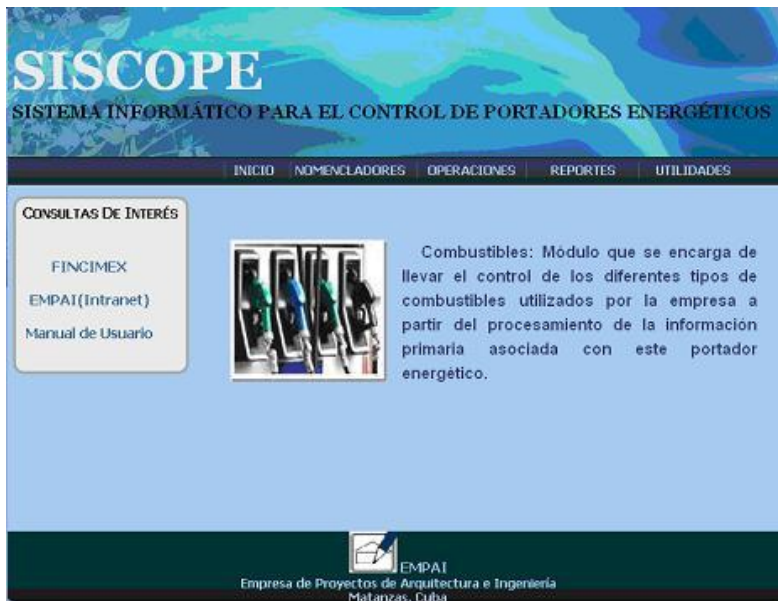 SISCOPE
SISTEMA INFORMÁTICO PARA EL CONTROL DE PORTADORES ENERGÉTICOS
INICIO NOMENCLADORES OPERACIONES REPORTES UTILIDADES
CONSULTAS DE INTERÉS
FINCIMEX
EMPAI(Intranet)
Manual de Usuario
Combustibles: Módulo que se encarga de
llevar el control de los diferentes tipos de
combustibles utilizados por la empresa a
partir del procesamiento de la información
primaria asociada con este portador
energético.
EMPAI
Empresa de Proyectos de Arquitectura e Ingeniería
Matanzas, Cuba